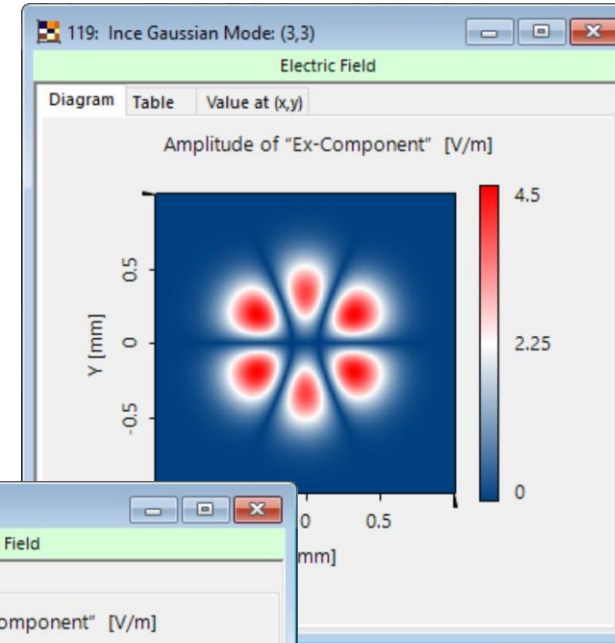 119: Ince Gaussian Mode: (3,3)
Electric Field
Diagram Table Value at (x,y)
Amplitude of "Ex-Component" [V/m]
4.5
0.5
Y [mm]
0
2.25
-0.5
0
0 0.5
mm]
Field
omponent" [V/m]